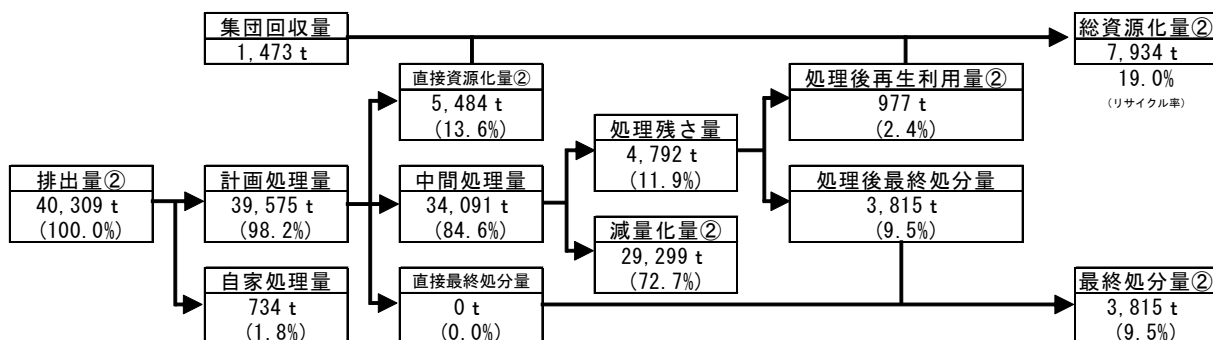 集団回収量
1,473 t
総資源化量②
7,934 t
19.0%
(リサイクル率)
直接資源化量②
5,484 t
(13.6%)
処理後再生利用量②
977 t
(2.4%)
処理残さ量
4,792 t
(11.9%)
排出量②
40,309 t
(100.0%)
計画処理量
39,575 t
(98.2%)
中間処理量
34,091 t
(84.6%)
処理後最終処分量
3,815 t
(9.5%)
減量化量②
29,299 t
(72.7%)
自家処理量
734 t
(1.8%)
直接最終処分量
0 t
(0.0%)
最終処分量②
3,815 t
(9.5%)